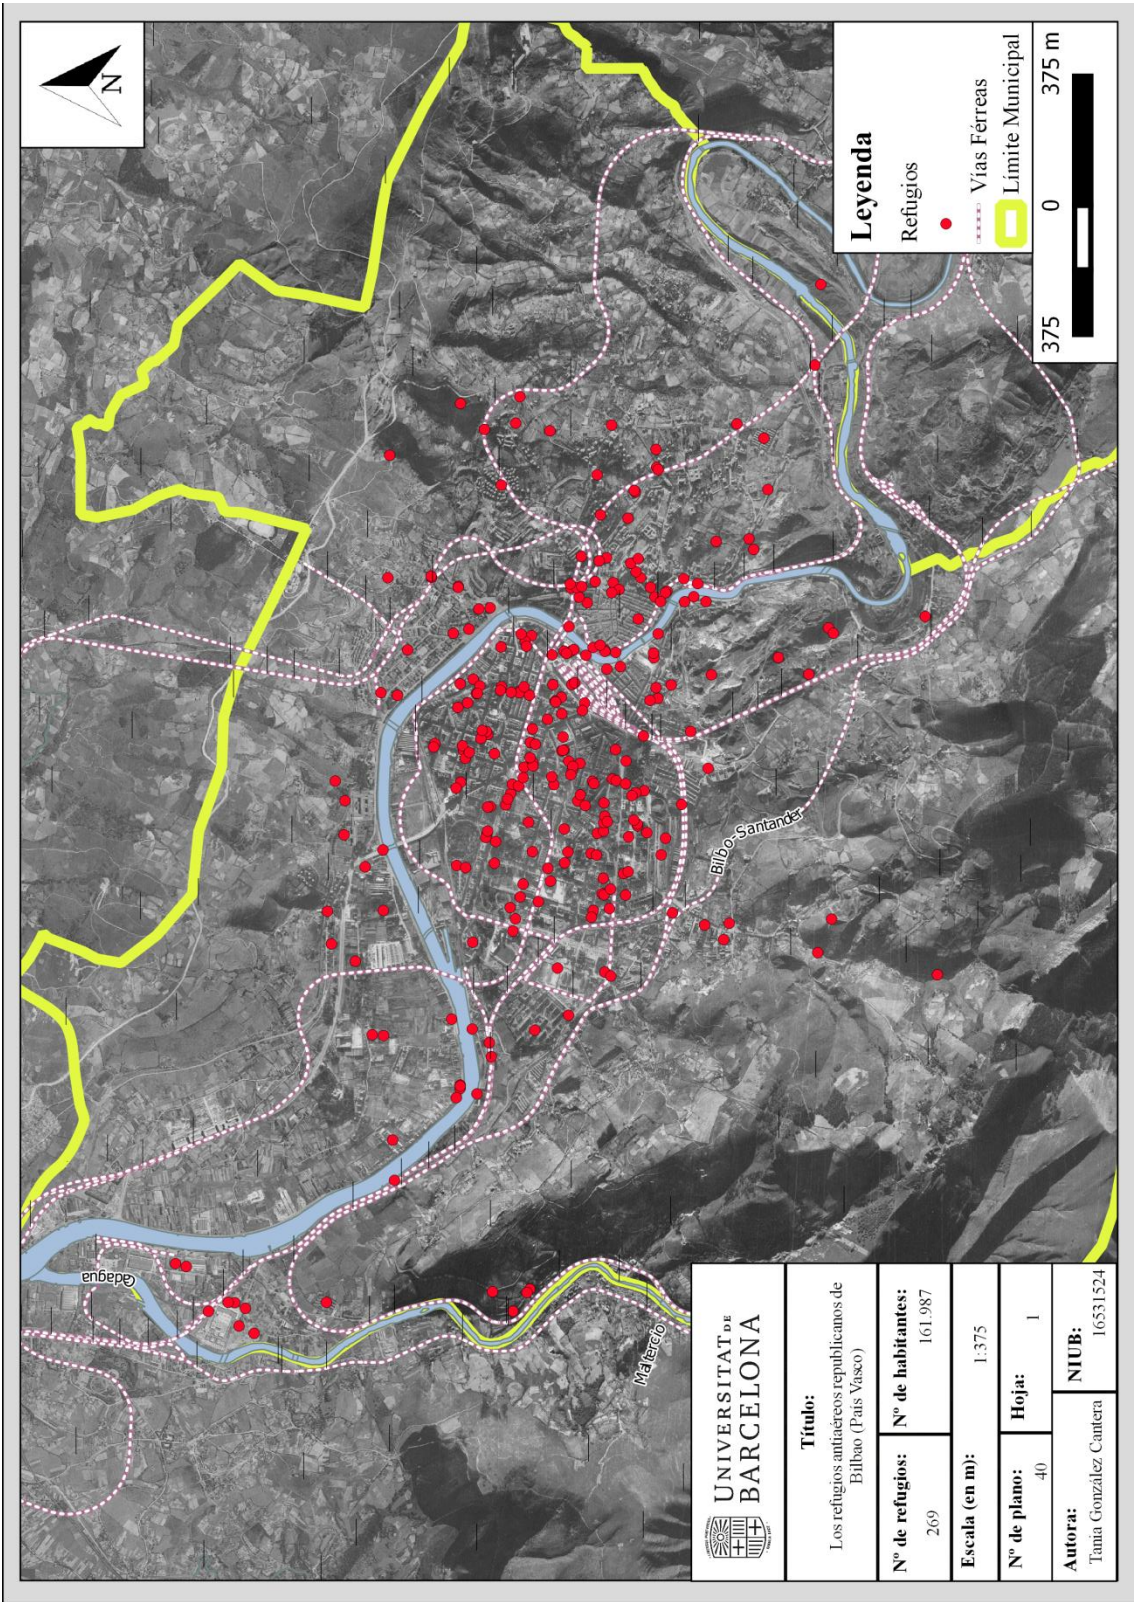 N
Leyenda
Refugios
Vias Férreas
Límite Municipal
375 0 375 m
Cadagua
Bilbo-Santander
Maltercio
UNIVERSITAT DE
BARCELONA
Título:
Los refugios antiaéreos republicanos de
Bilbao (País Vasco)
Nº de refugios: Nº de habitantes:
269 161.987
Escala (en m):
1:375
Nº de plano: Hoja:
40 1
Autora: NIUB:
Tania González Cantera 16531524